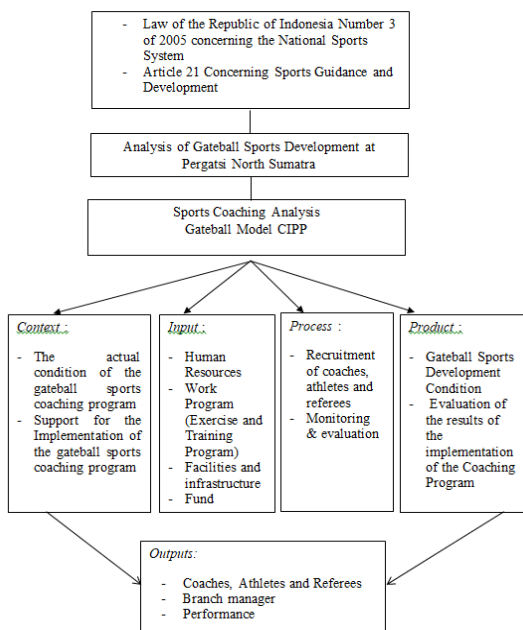 - Law of the Republic of Indonesia Number 3
of 2005 concerning the National Sports
System
- Article 21 Concerning Sports Guidance and
Development
Analysis of Gateball Sports Development at
Pergatsi North Sumatra
Sports Coaching Analysis
Gateball Model CIPP
Context :
- The actual
condition of the
gateball sports
coaching program
- Support for the
Implementation of
the gateball sports
coaching program
Input :
- Human
Resources
- Work
Program
(Exercise and
Training
Program)
- Facilities and
infrastructure
- Fund
Process :
- Recruitment
of coaches,
athletes and
referees
- Monitoring
& evaluation
Product :
- Gateball Sports
Development
Condition
- Evaluation of
the results of
the
implementation
of the Coaching
Program
Outputs:
- Coaches, Athletes and Referees
- Branch manager
- Performance